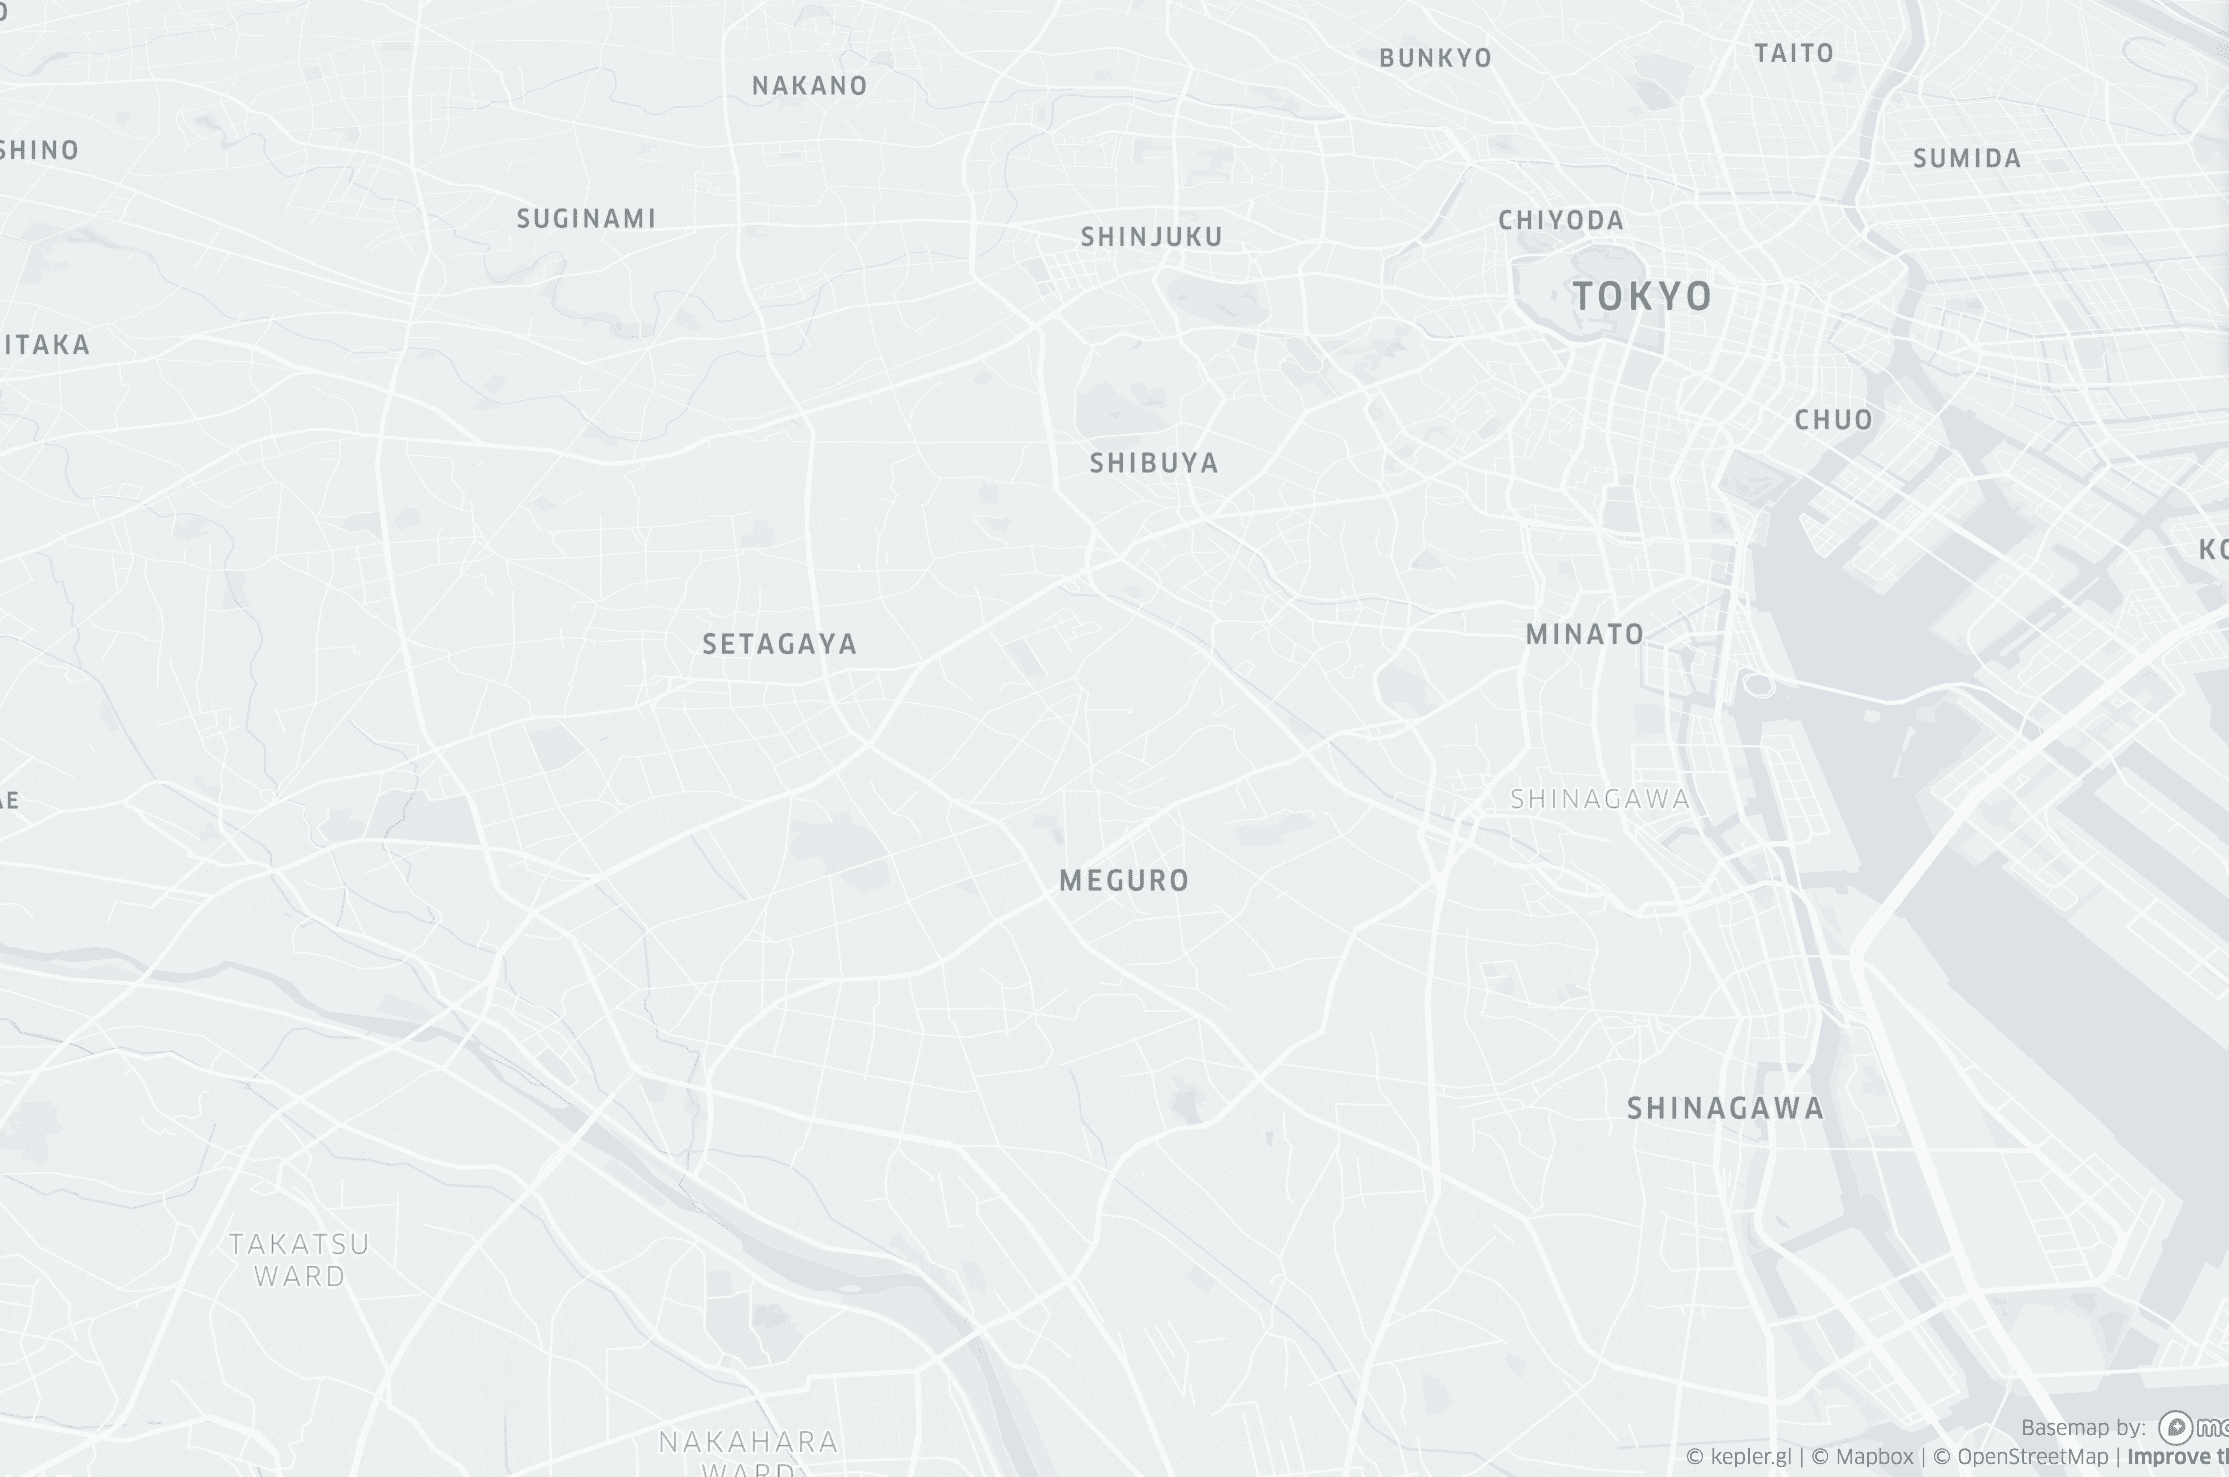 BUNKYO
TAITO
NAKANO
SHINO
SUMIDA
SUGINAMI
CHIYODA
SHINJUKU
TOKYO
ITAKA
CHUO
SHIBUYA
KO
MINATO
SETAGAYA
SHINAGAWA
AE
MEGURO
SHINAGAWA
TAKATSU
WARD
Basemap by:
NAKAHARA
WARD
© kepler.gl | © Mapbox | © OpenStreetMap | Improve th